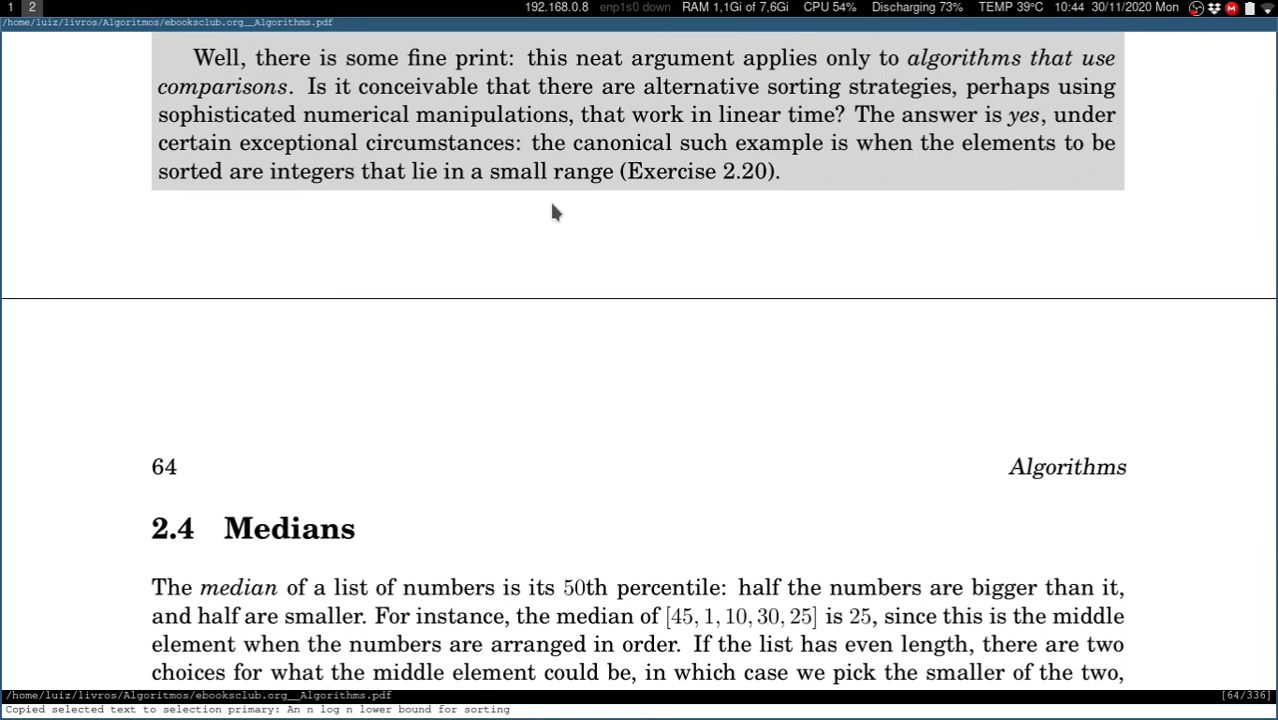 1 2 192.168.0.8 enp1s0 down RAM 1,1Gi of 7,6Gi CPU 54% Discharging 73% TEMP 39°C 10:44 30/11/2020 Mon
/home/luiz/livros/Algoritmos/ebooksclub.org__Algorithms.pdf
Well, there is some fine print: this neat argument applies only to algorithms that use
comparisons. Is it conceivable that there are alternative sorting strategies, perhaps using
sophisticated numerical manipulations, that work in linear time? The answer is yes, under
certain exceptional circumstances: the canonical such example is when the elements to be
sorted are integers that lie in a small range (Exercise 2.20).
64 Algorithms
2.4 Medians
The median of a list of numbers is its 50th percentile: half the numbers are bigger than it,
and half are smaller. For instance, the median of [45, 1, 10, 30, 25] is 25, since this is the middle
element when the numbers are arranged in order. If the list has even length, there are two
choices for what the middle element could be, in which case we pick the smaller of the two,
/home/luiz/livros/Algoritmos/ebooksclub.org__Algorithms.pdf [64/336]
Copied selected text to selection primary: An n log n lower bound for sorting